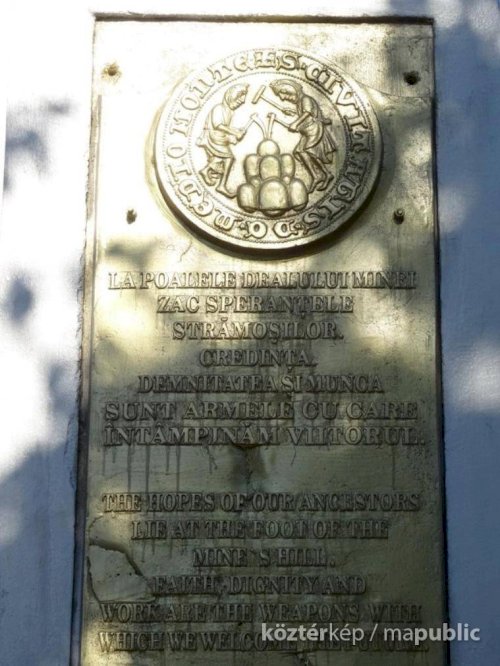 LA POALELE DEALULUI MINEI
ZAC SPERANȚELE
STRĂMOȘILOR.
CREDINȚA,
DEMNITATEA ȘI MUNCA
SUNT ARMELE CU CARE
ÎNTÂMPINĂM VIITORUL.
THE HOPES OF OUR ANCESTORS
LIE AT THE FOOT OF THE
MINE`S HILL.
FAITH, DIGNITY AND
WORK ARE THE WEAPONS WITH
WHICH WE WELCOME THE FUTURE.
köztérkép / mapublic